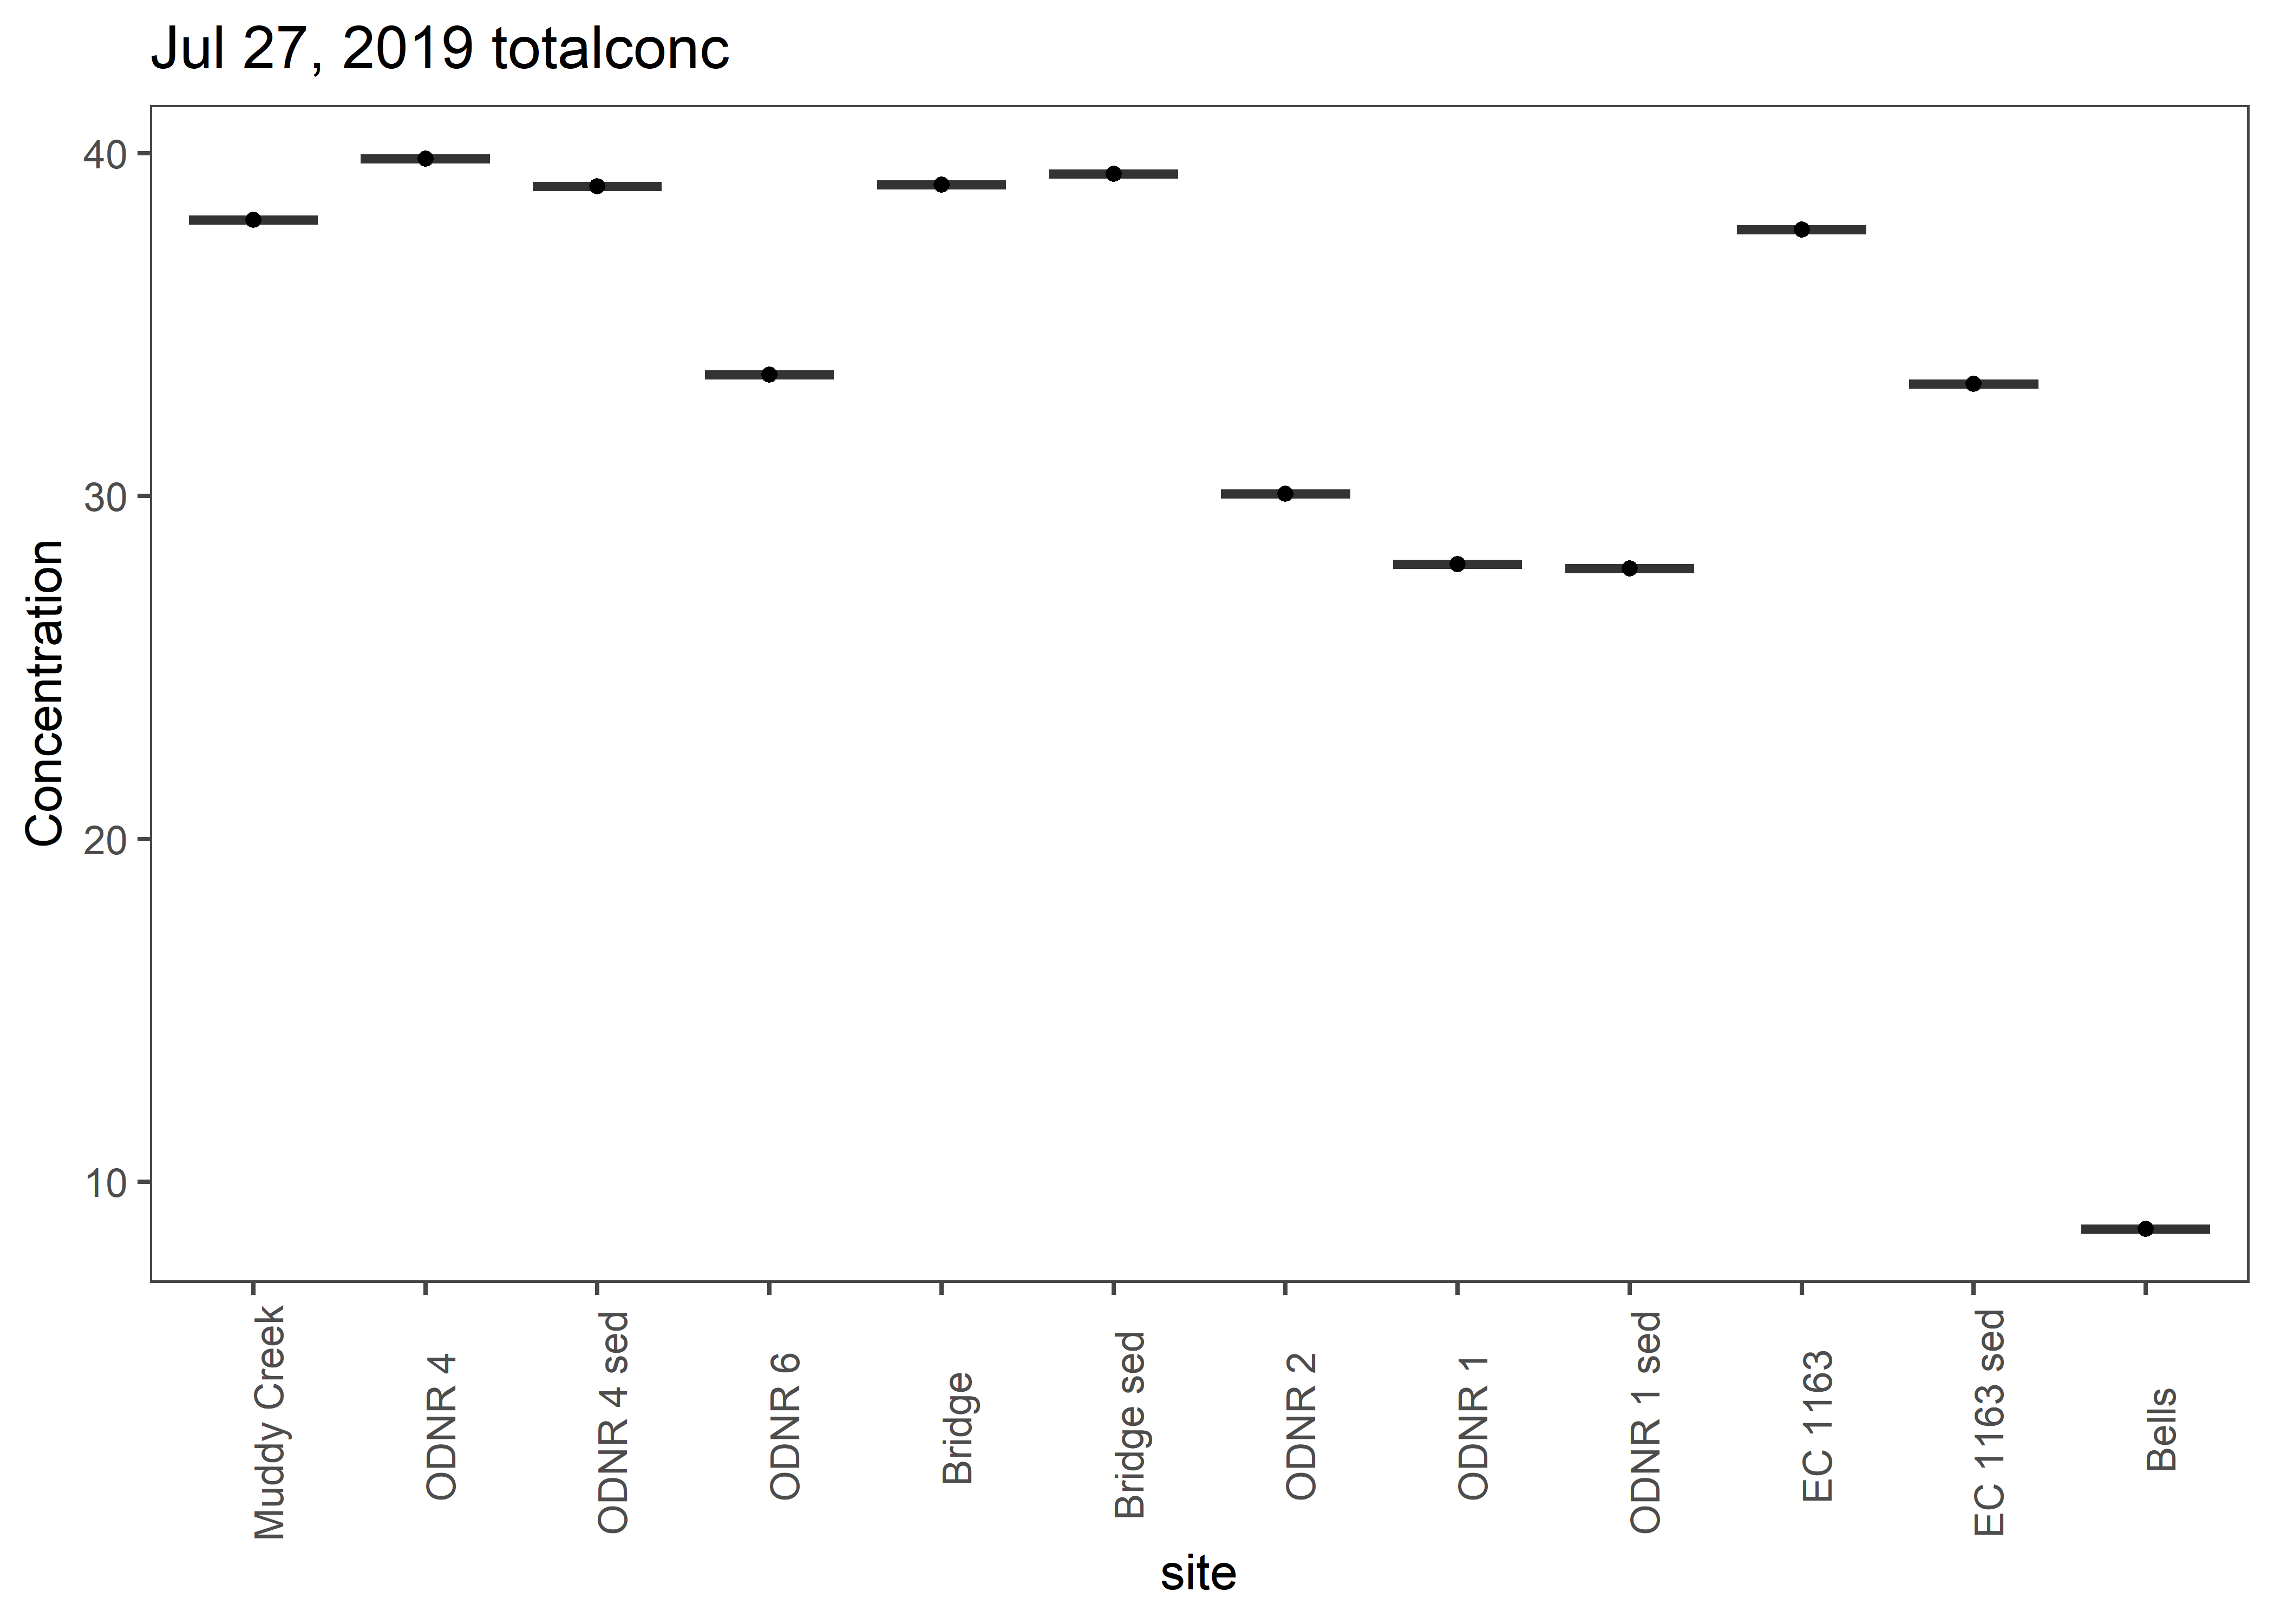 Jul 27, 2019 totalconc
Concentration
40
30
20
10
Muddy Creek
ODNR 4
ODNR 4 sed
ODNR 6
Bridge
Bridge sed
ODNR 2
ODNR 1
ODNR 1 sed
EC 1163
EC 1163 sed
Bells
site